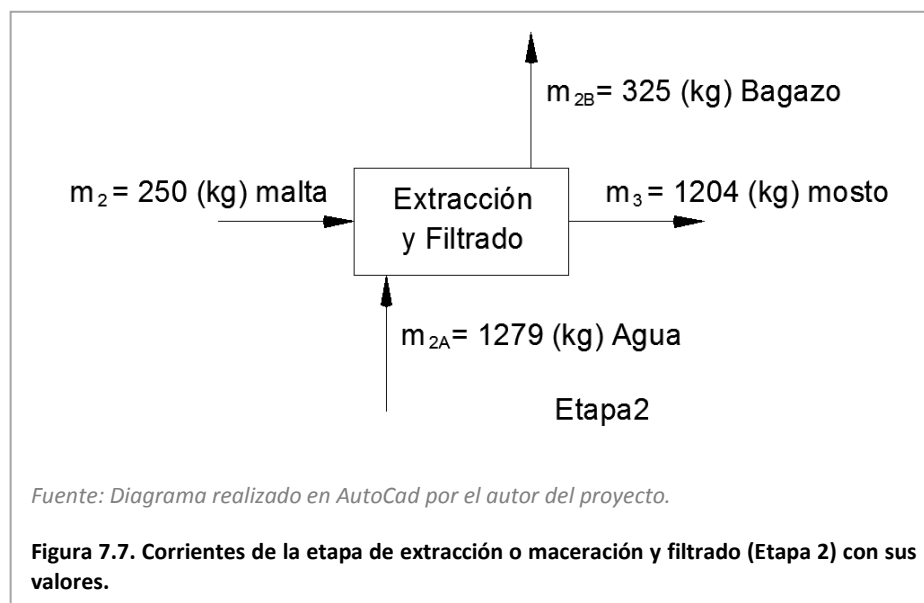 m2B= 325 (kg) Bagazo
m2= 250 (kg) malta
Extracción
y Filtrado
m3= 1204 (kg) mosto
m2A= 1279 (kg) Agua
Etapa2
Fuente: Diagrama realizado en AutoCad por el autor del proyecto.
Figura 7.7. Corrientes de la etapa de extracción o maceración y filtrado (Etapa 2) con sus
valores.